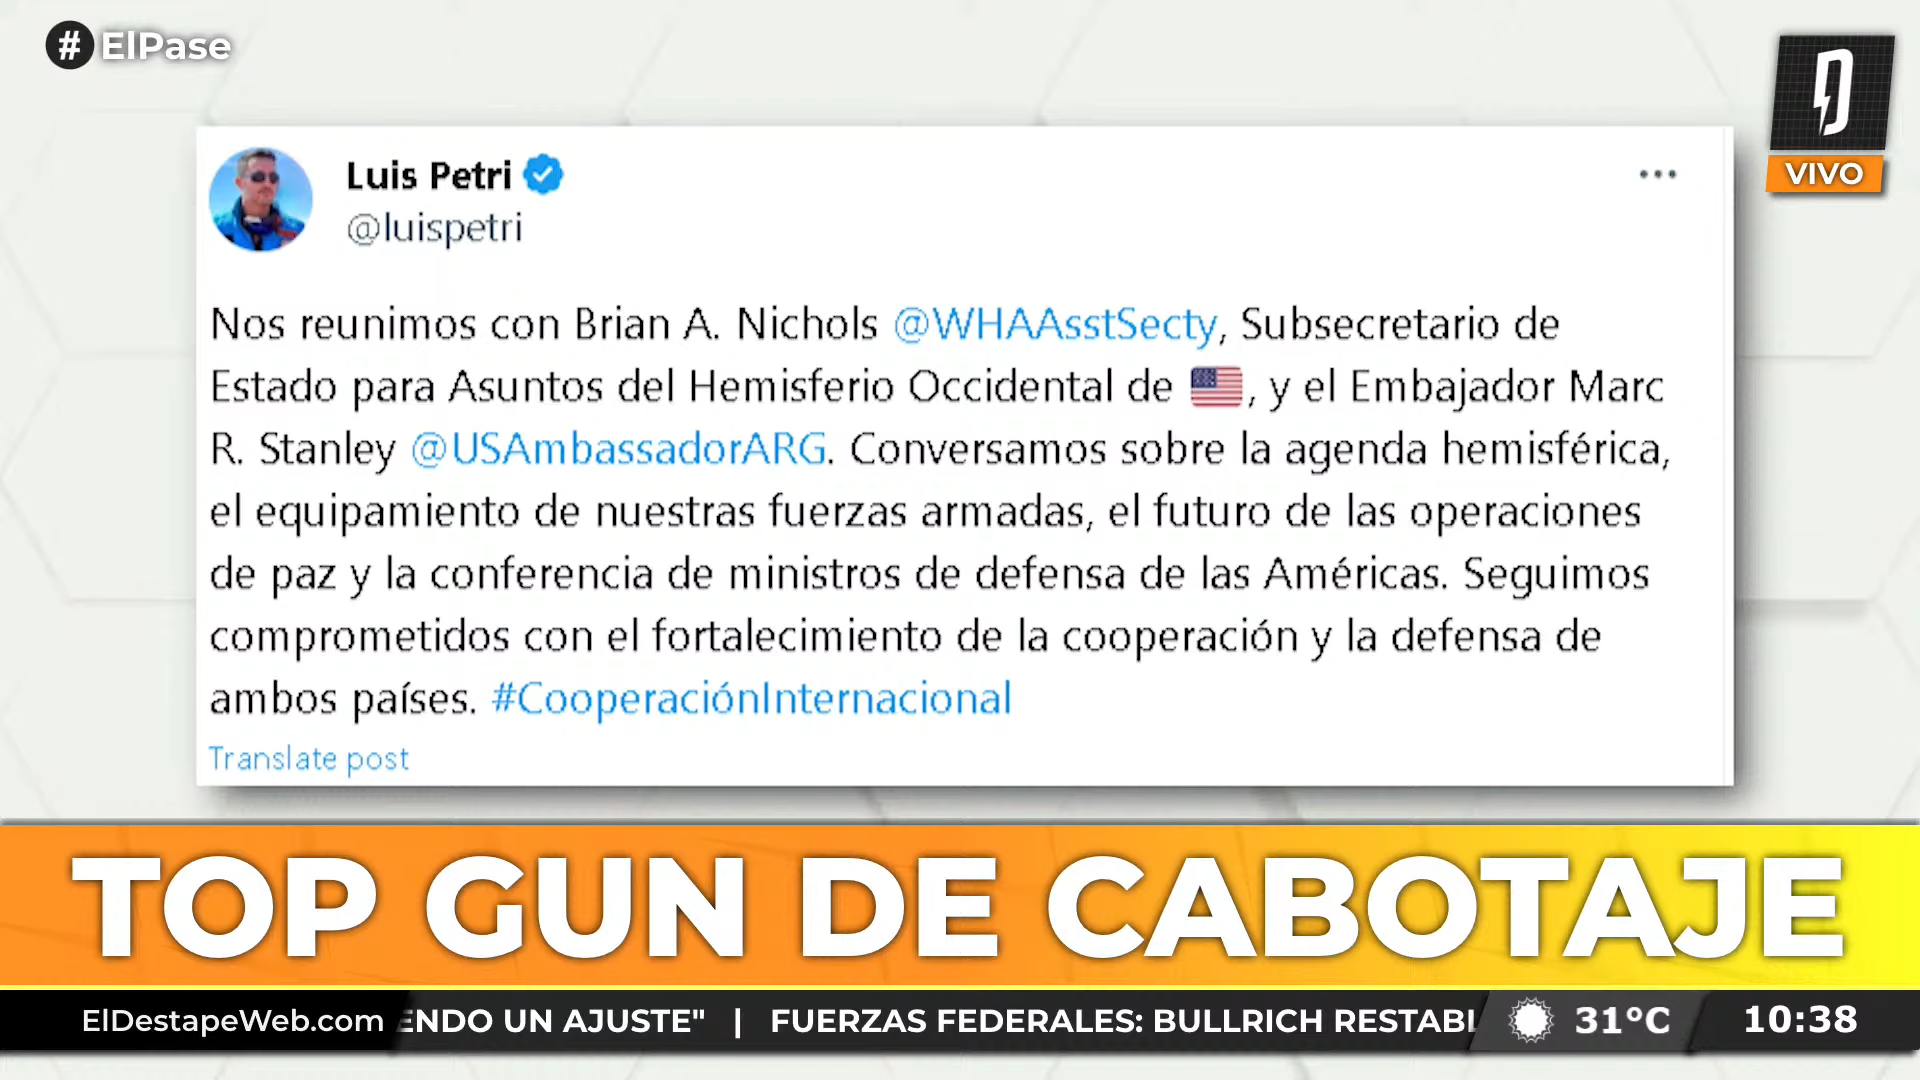 # ElPase
VIVO
Luis Petri
@luispetri
Nos reunimos con Brian A. Nichols @WHAAsstSecty, Subsecretario de
Estado para Asuntos del Hemisferio Occidental de 🇺🇸, y el Embajador Marc
R. Stanley @USAmbassadorARG. Conversamos sobre la agenda hemisférica,
el equipamiento de nuestras fuerzas armadas, el futuro de las operaciones
de paz y la conferencia de ministros de defensa de las Américas. Seguimos
comprometidos con el fortalecimiento de la cooperación y la defensa de
ambos países. #CooperaciónInternacional
Translate post
TOP GUN DE CABOTAJE
ElDestapeWeb.com ENDO UN AJUSTE" | FUERZAS FEDERALES: BULLRICH RESTABL 31°C 10:38